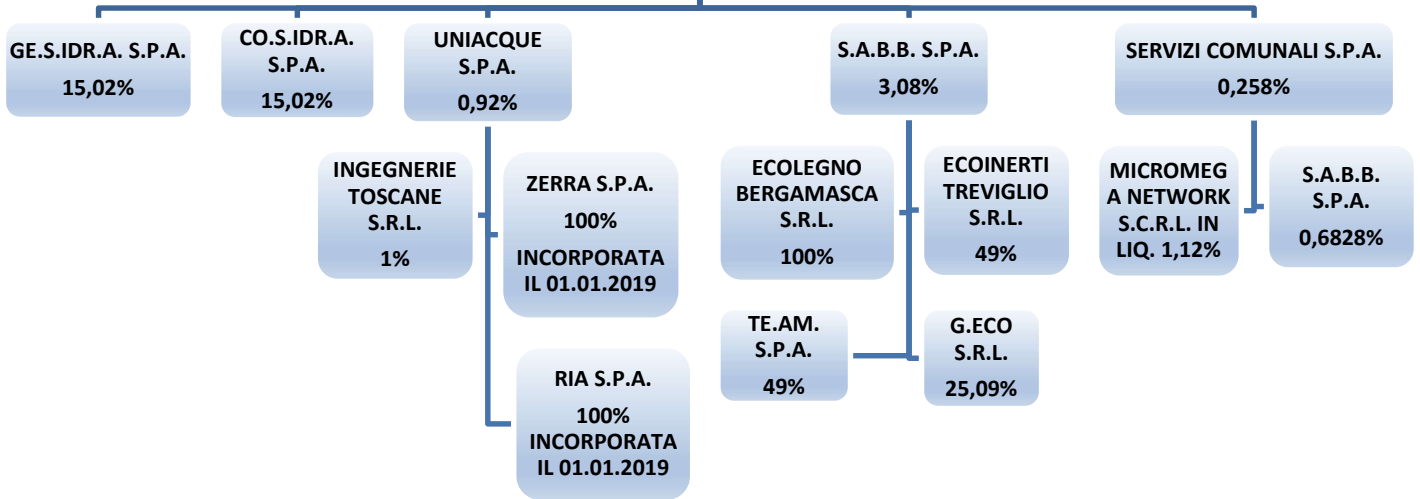 GE.S.IDR.A. S.P.A.
15,02%
CO.S.IDR.A.
S.P.A.
15,02%
UNIACQUE
S.P.A.
0,92%
S.A.B.B. S.P.A.
3,08%
SERVIZI COMUNALI S.P.A.
0,258%
INGEGNERIE
TOSCANE
S.R.L.
1%
ZERRA S.P.A.
100%
INCORPORATA
IL 01.01.2019
RIA S.P.A.
100%
INCORPORATA
IL 01.01.2019
ECOLEGNO
BERGAMASCA
S.R.L.
100%
ECOINERTI
TREVIGLIO
S.R.L.
49%
TE.AM.
S.P.A.
49%
G.ECO
S.R.L.
25,09%
MICROMEG
A NETWORK
S.C.R.L. IN
LIQ. 1,12%
S.A.B.B.
S.P.A.
0,6828%